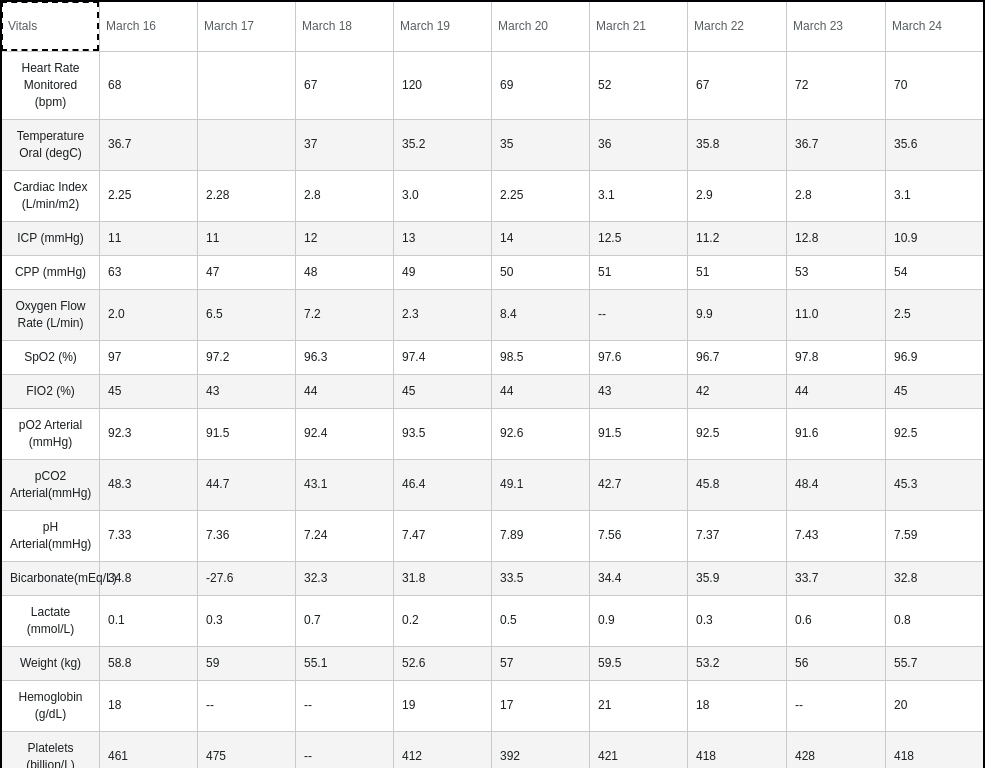 Vitals March 16 March 17 March 18 March 19 March 20 March 21 March 22 March 23 March 24
Heart Rate
Monitored
(bpm) 68 67 120 69 52 67 72 70
Temperature
Oral (degC) 36.7 37 35.2 35 36 35.8 36.7 35.6
Cardiac Index
(L/min/m2) 2.25 2.28 2.8 3.0 2.25 3.1 2.9 2.8 3.1
ICP (mmHg) 11 11 12 13 14 12.5 11.2 12.8 10.9
CPP (mmHg) 63 47 48 49 50 51 51 53 54
Oxygen Flow
Rate (L/min) 2.0 6.5 7.2 2.3 8.4 -- 9.9 11.0 2.5
SpO2 (%) 97 97.2 96.3 97.4 98.5 97.6 96.7 97.8 96.9
FIO2 (%) 45 43 44 45 44 43 42 44 45
pO2 Arterial
(mmHg) 92.3 91.5 92.4 93.5 92.6 91.5 92.5 91.6 92.5
pCO2
Arterial(mmHg) 48.3 44.7 43.1 46.4 49.1 42.7 45.8 48.4 45.3
pH
Arterial(mmHg) 7.33 7.36 7.24 7.47 7.89 7.56 7.37 7.43 7.59
Bicarbonate(mEq/L) 34.8 -27.6 32.3 31.8 33.5 34.4 35.9 33.7 32.8
Lactate
(mmol/L) 0.1 0.3 0.7 0.2 0.5 0.9 0.3 0.6 0.8
Weight (kg) 58.8 59 55.1 52.6 57 59.5 53.2 56 55.7
Hemoglobin
(g/dL) 18 -- -- 19 17 21 18 -- 20
Platelets
(billion/L) 461 475 -- 412 392 421 418 428 418